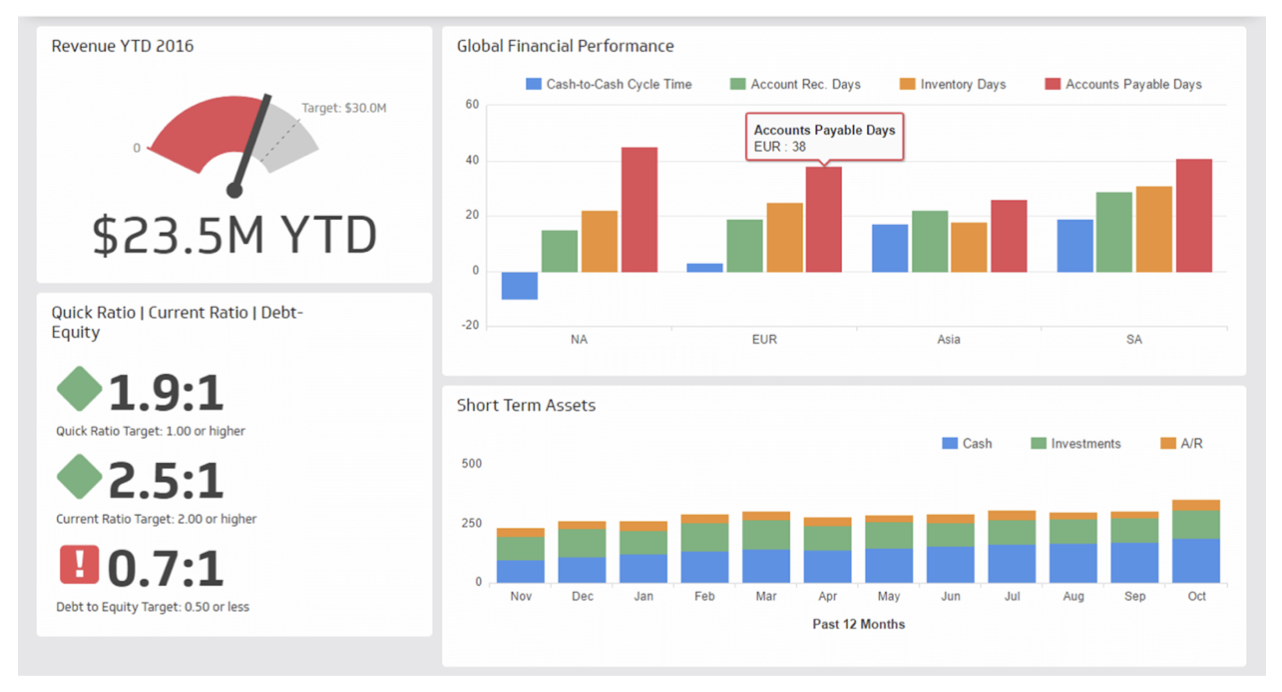 Revenue YTD 2016
Target: $30.0M
0
$23.5M YTD
Quick Ratio | Current Ratio | Debt-
Equity
1.9:1
Quick Ratio Target: 1.00 or higher
2.5:1
Current Ratio Target: 2.00 or higher
!
0.7:1
Debt to Equity Target: 0.50 or less
Global Financial Performance
Cash-to-Cash Cycle Time Account Rec. Days Inventory Days Accounts Payable Days
60
Accounts Payable Days
EUR : 38
40
20
0
-20
NA EUR Asia SA
Short Term Assets
Cash Investments A/R
500
250
0
Nov Dec Jan Feb Mar Apr May Jun Jul Aug Sep Oct
Past 12 Months